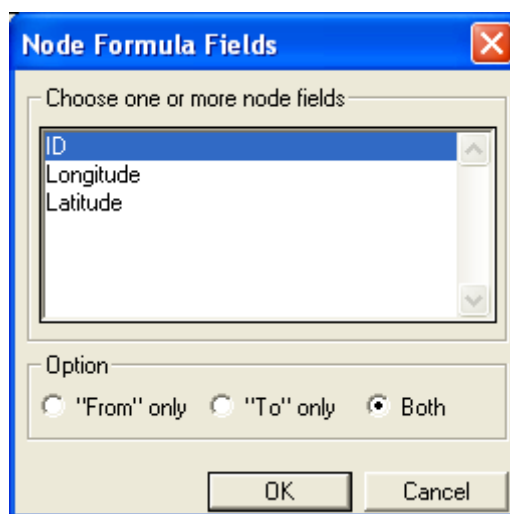 Node Formula Fields
Choose one or more node fields
ID
Longitude
Latitude
Option
"From" only "To" only Both
OK Cancel